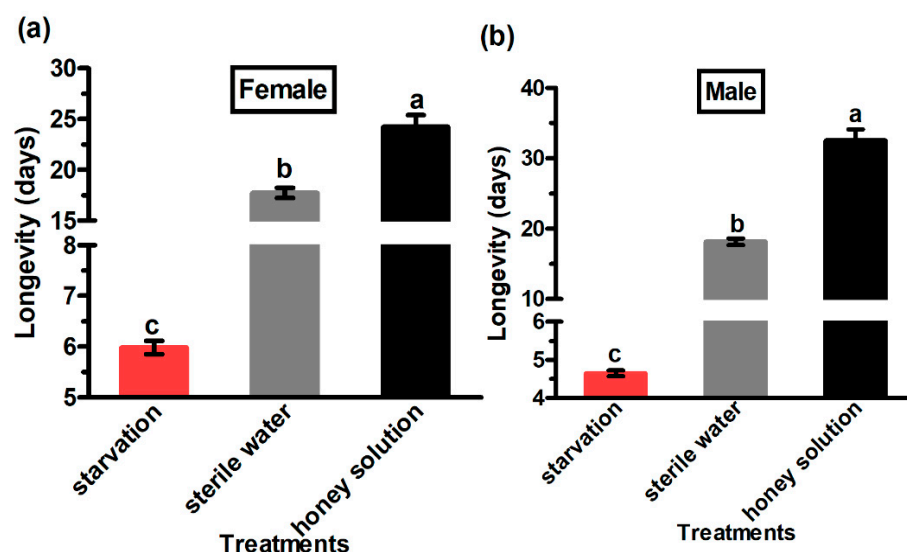 (a)
Female
Longevity (days)
30
25
20
15
8
7
6
5
c
b
a
starvation
sterile water
honey solution
Treatments
(b)
Male
Longevity (days)
40
30
20
10
6
5
4
c
b
a
starvation
sterile water
honey solution
Treatments